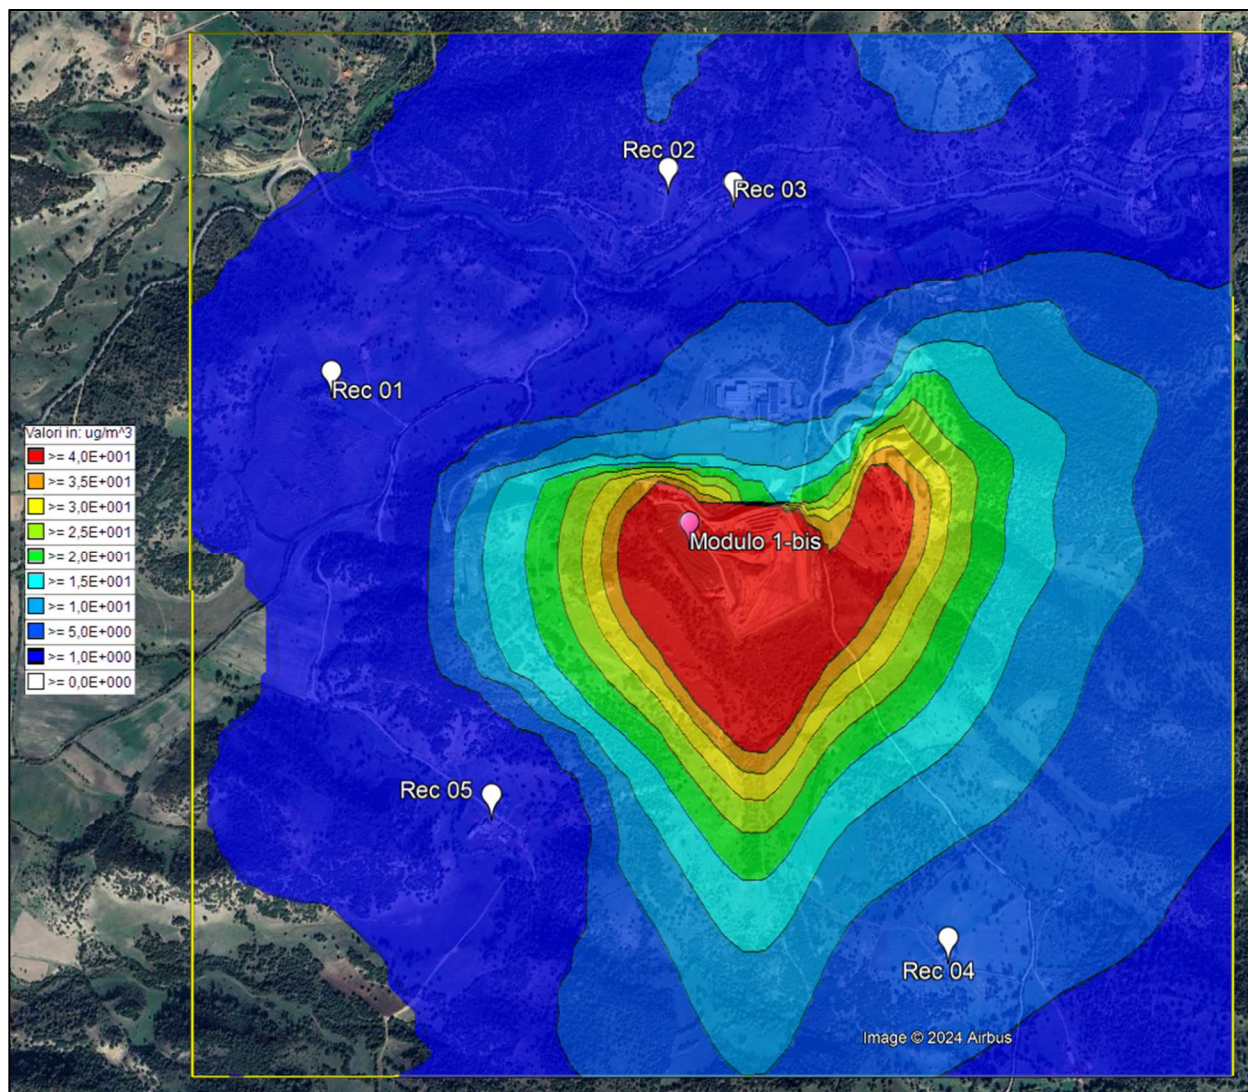 Rec 02
Rec 03
Rec 01
Valori in: ug/m^3
>= 4,0E+001
>= 3,5E+001
>= 3,0E+001
>= 2,5E+001
>= 2,0E+001
>= 1,5E+001
>= 1,0E+001
>= 5,0E+000
>= 1,0E+000
>= 0,0E+000
Modulo 1-bis
Rec 05
Rec 04
Image © 2024 Airbus